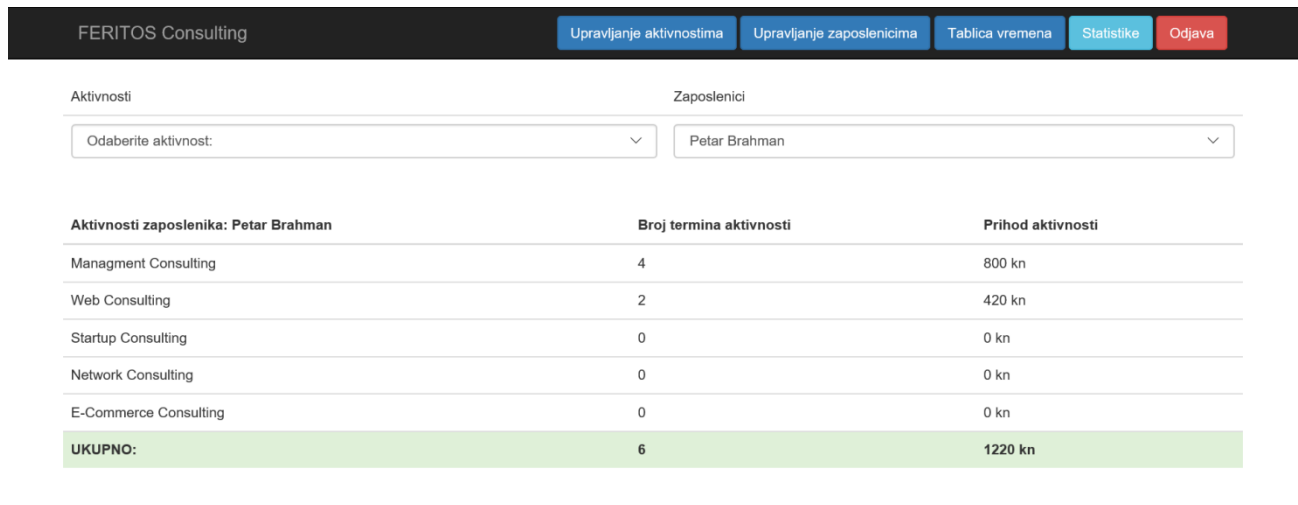 FERITOS Consulting Upravljanje aktivnostima Upravljanje zaposlenicima Tablica vremena Statistike Odjava
Aktivnosti Zaposlenici
Odaberite aktivnost: Petar Brahman
Aktivnosti zaposlenika: Petar Brahman Broj termina aktivnosti Prihod aktivnosti
Managment Consulting 4 800 kn
Web Consulting 2 420 kn
Startup Consulting 0 0 kn
Network Consulting 0 0 kn
E-Commerce Consulting 0 0 kn
UKUPNO: 6 1220 kn